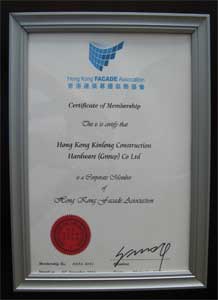 Hong Kong FACADE Association
香港建築幕牆裝飾協會
Certificate of Membership
This is to certify that
Hong Kong Kinlong Construction
Hardware (Group) Co Ltd
is a Corporate Member
of
Hong Kong Facade Association
Membership No.